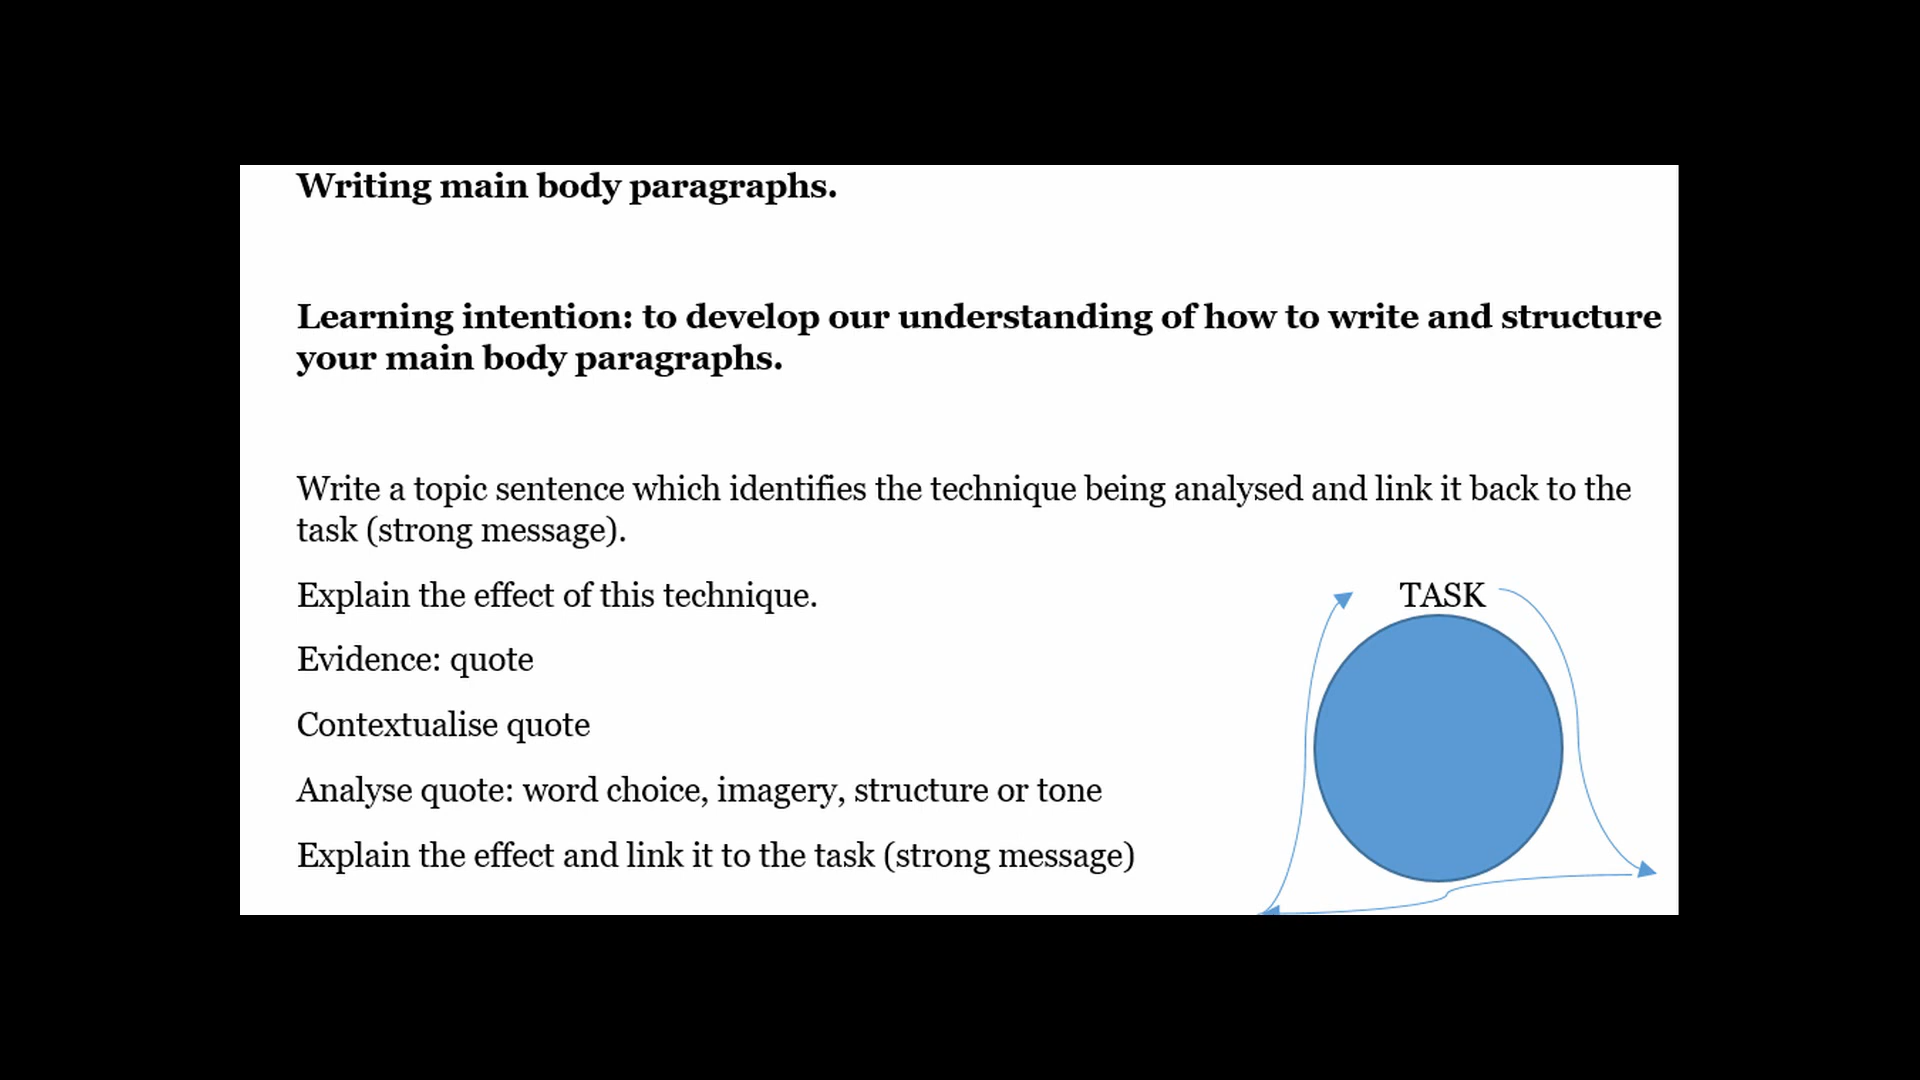 Writing main body paragraphs.
Learning intention: to develop our understanding of how to write and structure
your main body paragraphs.
Write a topic sentence which identifies the technique being analysed and link it back to the
task (strong message).
Explain the effect of this technique.
TASK
Evidence: quote
Contextualise quote
Analyse quote: word choice, imagery, structure or tone
Explain the effect and link it to the task (strong message)